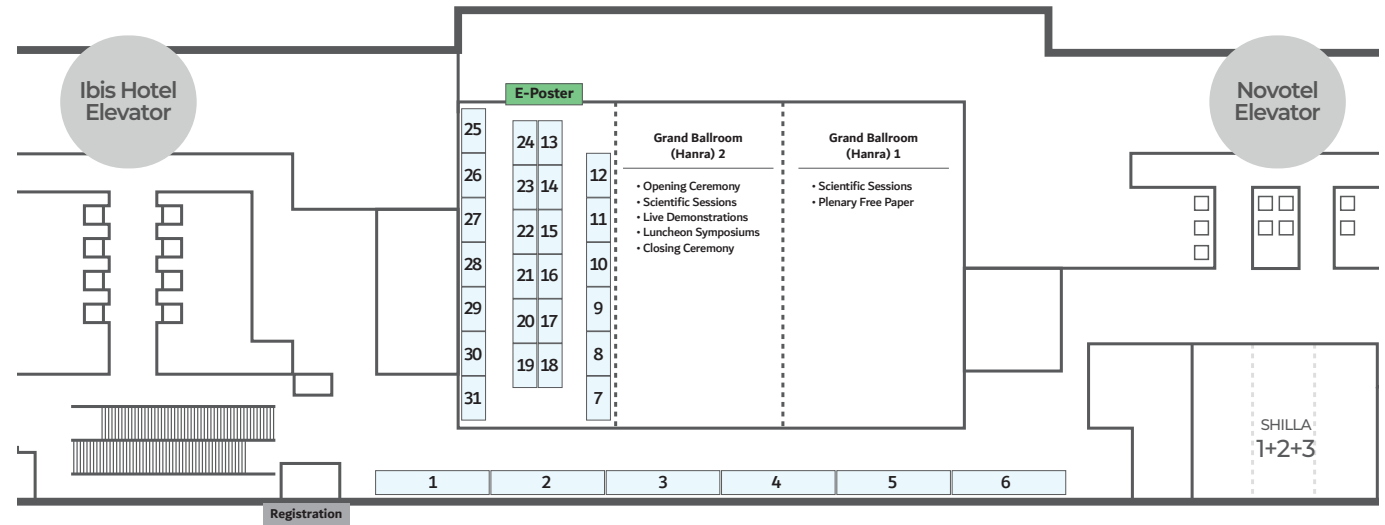 Ibis Hotel
Elevator
Novotel
Elevator
E-Poster
25
26
27
28
29
30
31
24 13
23 14
22 15
21 16
20 17
19 18
12
11
10
9
8
7
Grand Ballroom
(Hanra) 2
• Opening Ceremony
• Scientific Sessions
• Live Demonstrations
• Luncheon Symposiums
• Closing Ceremony
Grand Ballroom
(Hanra) 1
• Scientific Sessions
• Plenary Free Paper
SHILLA
1+2+3
1 2 3 4 5 6
Registration